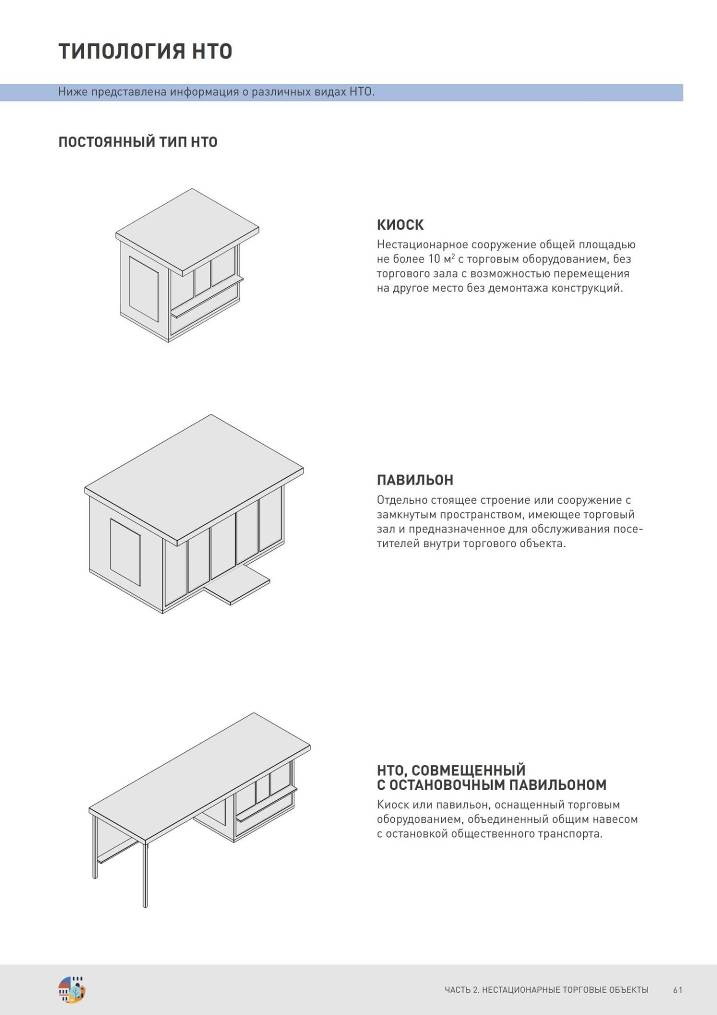 ТИПОЛОГИЯ НТО
Ниже представлена информация о различных видах НТО.
ПОСТОЯННЫЙ ТИП НТО
КИОСК
Нестационарное сооружение общей площадью
не более 10 м² с торговым оборудованием, без
торгового зала с возможностью перемещения
на другое место без демонтажа конструкций.
ПАВИЛЬОН
Отдельно стоящее строение или сооружение с
замкнутым пространством, имеющее торговый
зал и предназначенное для обслуживания посе-
тителей внутри торгового объекта.
НТО, СОВМЕЩЕННЫЙ
С ОСТАНОВОЧНЫМ ПАВИЛЬОНОМ
Киоск или павильон, оснащенный торговым
оборудованием, объединенный общим навесом
с остановкой общественного транспорта.
ЧАСТЬ 2. НЕСТАЦИОНАРНЫЕ ТОРГОВЫЕ ОБЪЕКТЫ 61